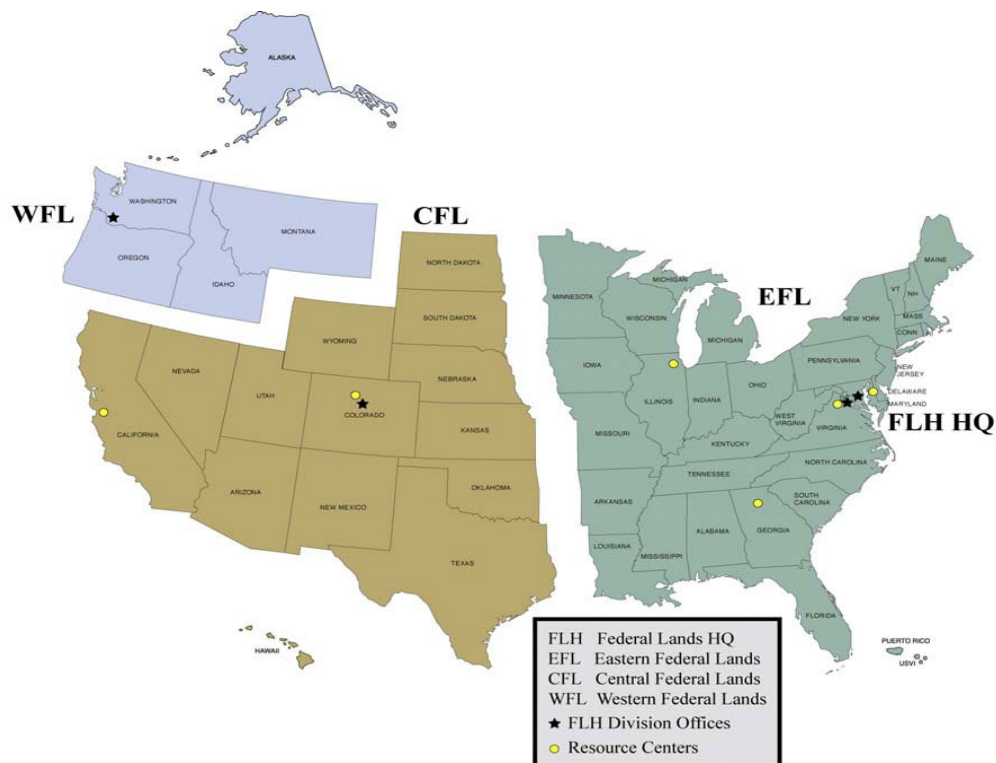 ALASKA
WFL
WASHINGTON
MONTANA
OREGON
IDAHO
CFL
NORTH DAKOTA
SOUTH DAKOTA
WYOMING
NEVADA
NEBRASKA
UTAH
COLORADO
KANSAS
CALIFORNIA
OKLAHOMA
ARIZONA
NEW MEXICO
TEXAS
HAWAII
EFL
MAINE
VT
NH
MICHIGAN
MINNESOTA
WISCONSIN
MASS
NEW YORK
CONN
MICHIGAN
IOWA
PENNSYLVANIA
NEW
JERSEY
OHIO
ILLINOIS
INDIANA
DELAWARE
MARYLAND
WEST
VIRGINIA
VIRGINIA
FLH HQ
MISSOURI
KENTUCKY
NORTH CAROLINA
TENNESSEE
SOUTH
CAROLINA
ARKANSAS
GEORGIA
ALABAMA
LOUISIANA
MISSISSIPPI
FLORIDA
PUERTO RICO
USVI
FLH Federal Lands HQ
EFL Eastern Federal Lands
CFL Central Federal Lands
WFL Western Federal Lands
FLH Division Offices
Resource Centers